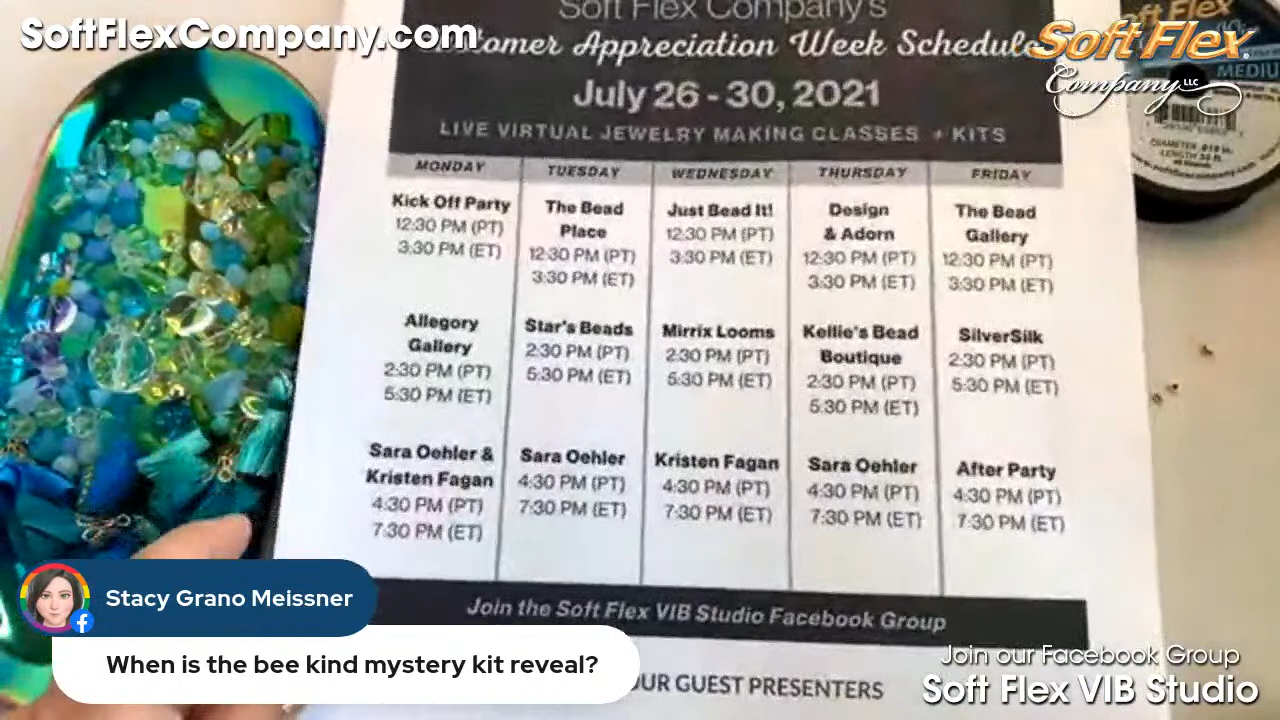 SoftFlexCompany.com
Soft Flex Company's
tomer Appreciation Week Schedule
July 26 - 30, 2021
LIVE VIRTUAL JEWELRY MAKING CLASSES + KITS
MONDAY
Kick Off Party
12:30 PM (PT)
3:30 PM (ET)
Allegory
Gallery
2:30 PM (PT)
5:30 PM (ET)
Sara Oehler &
Kristen Fagan
4:30 PM (PT)
7:30 PM (ET)
TUESDAY
The Bead
Place
12:30 PM (PT)
3:30 PM (ET)
Star's Beads
2:30 PM (PT)
5:30 PM (ET)
Sara Oehler
4:30 PM (PT)
7:30 PM (ET)
WEDNESDAY
Just Bead It!
12:30 PM (PT)
3:30 PM (ET)
Mirrix Looms
2:30 PM (PT)
5:30 PM (ET)
Kristen Fagan
4:30 PM (PT)
7:30 PM (ET)
THURSDAY
Design
& Adorn
12:30 PM (PT)
3:30 PM (ET)
Kellie's Bead
Boutique
2:30 PM (PT)
5:30 PM (ET)
Sara Oehler
4:30 PM (PT)
7:30 PM (ET)
FRIDAY
The Bead
Gallery
12:30 PM (PT)
3:30 PM (ET)
SilverSilk
2:30 PM (PT)
5:30 PM (ET)
After Party
4:30 PM (PT)
7:30 PM (ET)
Join the Soft Flex VIB Studio Facebook Group
OUR GUEST PRESENTERS
Soft Flex
Company LLC
oft Flex
MEDIU
DIAMETER .019 in.
LENGTH 30 ft.
Stacy Grano Meissner
When is the bee kind mystery kit reveal?
Join our Facebook Group
Soft Flex VIB Studio